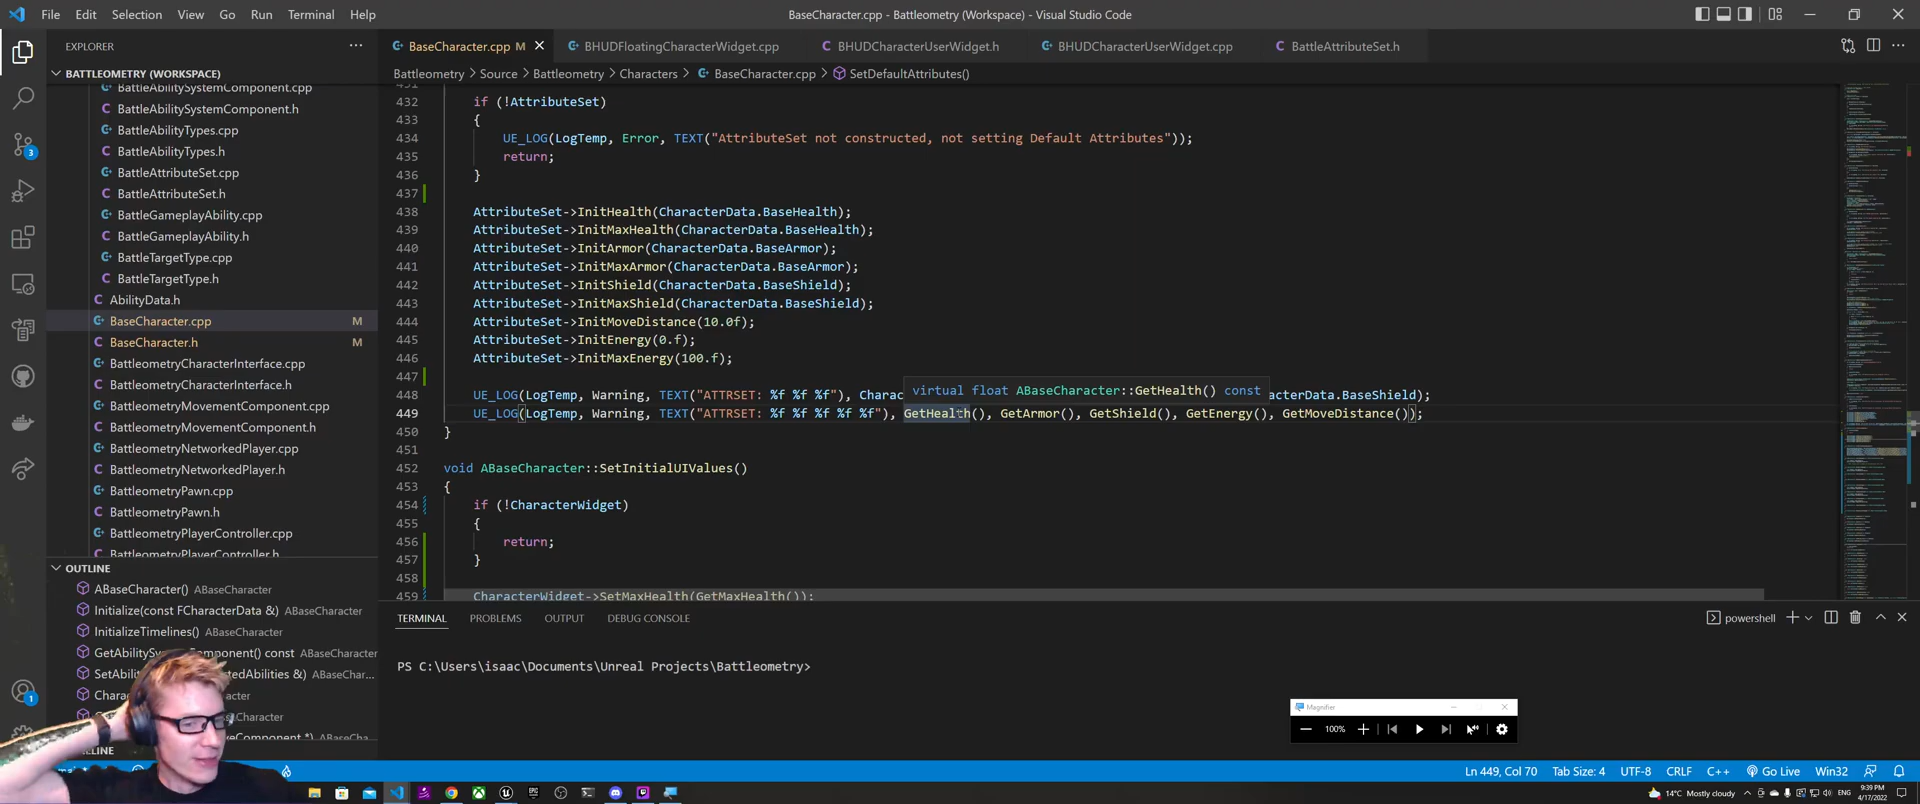 File Edit Selection View Go Run Terminal Help
BaseCharacter.cpp - Battleometry (Workspace) - Visual Studio Code
EXPLORER
BATTLEOMETRY (WORKSPACE)
BattleAbilitySystemComponent.cpp
BattleAbilitySystemComponent.h
BattleAbilityTypes.cpp
BattleAbilityTypes.h
BattleAttributeSet.cpp
BattleAttributeSet.h
BattleGameplayAbility.cpp
BattleGameplayAbility.h
BattleTargetType.cpp
BattleTargetType.h
AbilityData.h
BaseCharacter.cpp M
BaseCharacter.h M
BattleometryCharacterInterface.cpp
BattleometryCharacterInterface.h
BattleometryMovementComponent.cpp
BattleometryMovementComponent.h
BattleometryNetworkedPlayer.cpp
BattleometryNetworkedPlayer.h
BattleometryPawn.cpp
BattleometryPawn.h
BattleometryPlayerController.cpp
BattleometryPlayerController.h
OUTLINE
ABaseCharacter() ABaseCharacter
Initialize(const FCharacterData &) ABaseCharacter
InitializeTimelines() ABaseCharacter
ABaseCharacter
BaseCharacter.cpp M BHUDFloatingCharacterWidget.cpp BHUDCharacterUserWidget.h BHUDCharacterUserWidget.cpp BattleAttributeSet.h
Battleometry > Source > Battleometry > Characters > BaseCharacter.cpp > SetDefaultAttributes()
432 if (!AttributeSet)
433 {
434 UE_LOG(LogTemp, Error, TEXT("AttributeSet not constructed, not setting Default Attributes"));
435 return;
436 }
437
438 AttributeSet->InitHealth(CharacterData.BaseHealth);
439 AttributeSet->InitMaxHealth(CharacterData.BaseHealth);
440 AttributeSet->InitArmor(CharacterData.BaseArmor);
441 AttributeSet->InitMaxArmor(CharacterData.BaseArmor);
442 AttributeSet->InitShield(CharacterData.BaseShield);
443 AttributeSet->InitMaxShield(CharacterData.BaseShield);
444 AttributeSet->InitMoveDistance(10.0f);
445 AttributeSet->InitEnergy(0.f);
446 AttributeSet->InitMaxEnergy(100.f);
447
virtual float ABaseCharacter::GetHealth() const
448 UE_LOG(LogTemp, Warning, TEXT("ATTRSET: %f %f %f"), Charac
449 UE_LOG(LogTemp, Warning, TEXT("ATTRSET: %f %f %f %f %f"), GetHealth(), GetArmor(), GetShield(), GetEnergy(), GetMoveDistance());
450 }
451
452 void ABaseCharacter::SetInitialUIValues()
453 {
454 if (!CharacterWidget)
455 {
456 return;
457 }
458
459 CharacterWidget->SetMaxHealth(GetMaxHealth());
TERMINAL PROBLEMS OUTPUT DEBUG CONSOLE
powershell
PS C:\Users\isaac\Documents\Unreal Projects\Battleometry>
Magnifier
100%
Ln 449, Col 70 Tab Size: 4 UTF-8 CRLF C++ Go Live Win32
14°C Mostly cloudy ENG 9:39 PM
4/17/2022